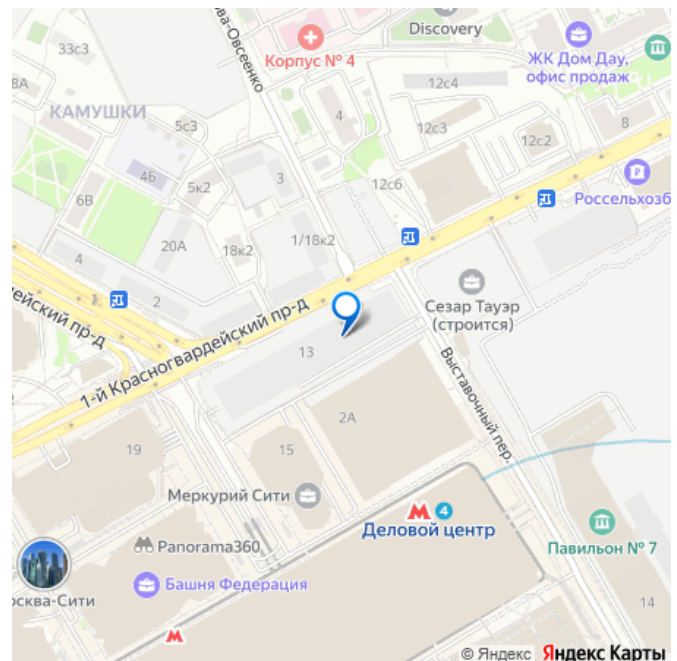 33с3
ова-Овсеенко
Discovery
Корпус № 4
ЖК Дом Дау,
офис продаж
8А
12с4
КАМУШКИ
5с3
4
12с3
12с2
8
4Б
5к2
3
12с6
6В
Россельхозб
20А
18к2
1/18к2
4
2
ейский пр-д
Сезар Тауэр
(строится)
1-й Красногвардейский пр-д
13
Выставочный пер.
2А
19
15
Меркурий Сити
4
Деловой центр
Panorama360
Павильон № 7
Башня Федерация
осква-Сити
14
© Яндекс Яндекс Карты